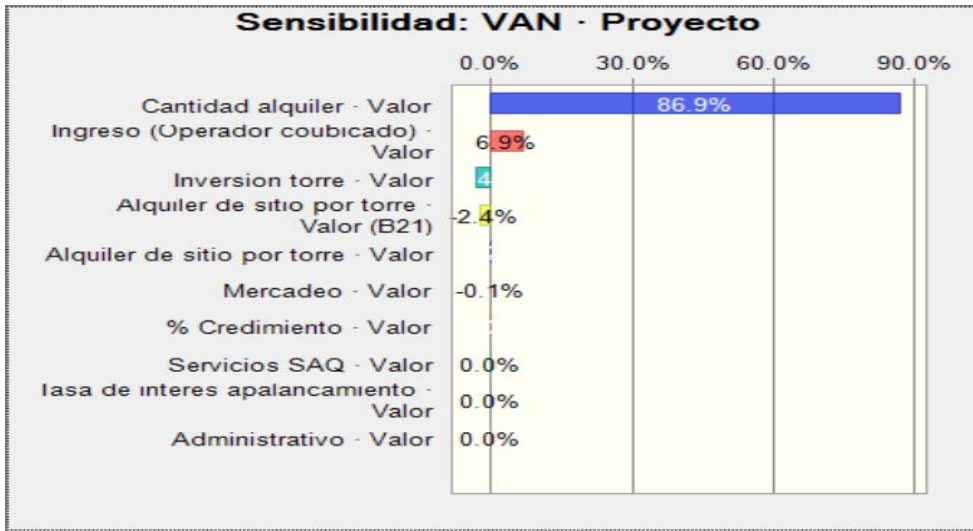 Sensibilidad: VAN · Proyecto
0.0% 30.0% 60.0% 90.0%
Cantidad alquiler · Valor 86.9%
Ingreso (Operador coubicado) ·
Valor 6.9%
Inversion torre · Valor 4
Alquiler de sitio por torre ·
Valor (B21) -2.4%
Alquiler de sitio por torre · Valor
Mercadeo · Valor -0.1%
% Credimiento · Valor
Servicios SAQ · Valor 0.0%
Tasa de interes apalancamiento ·
Valor 0.0%
Administrativo · Valor 0.0%